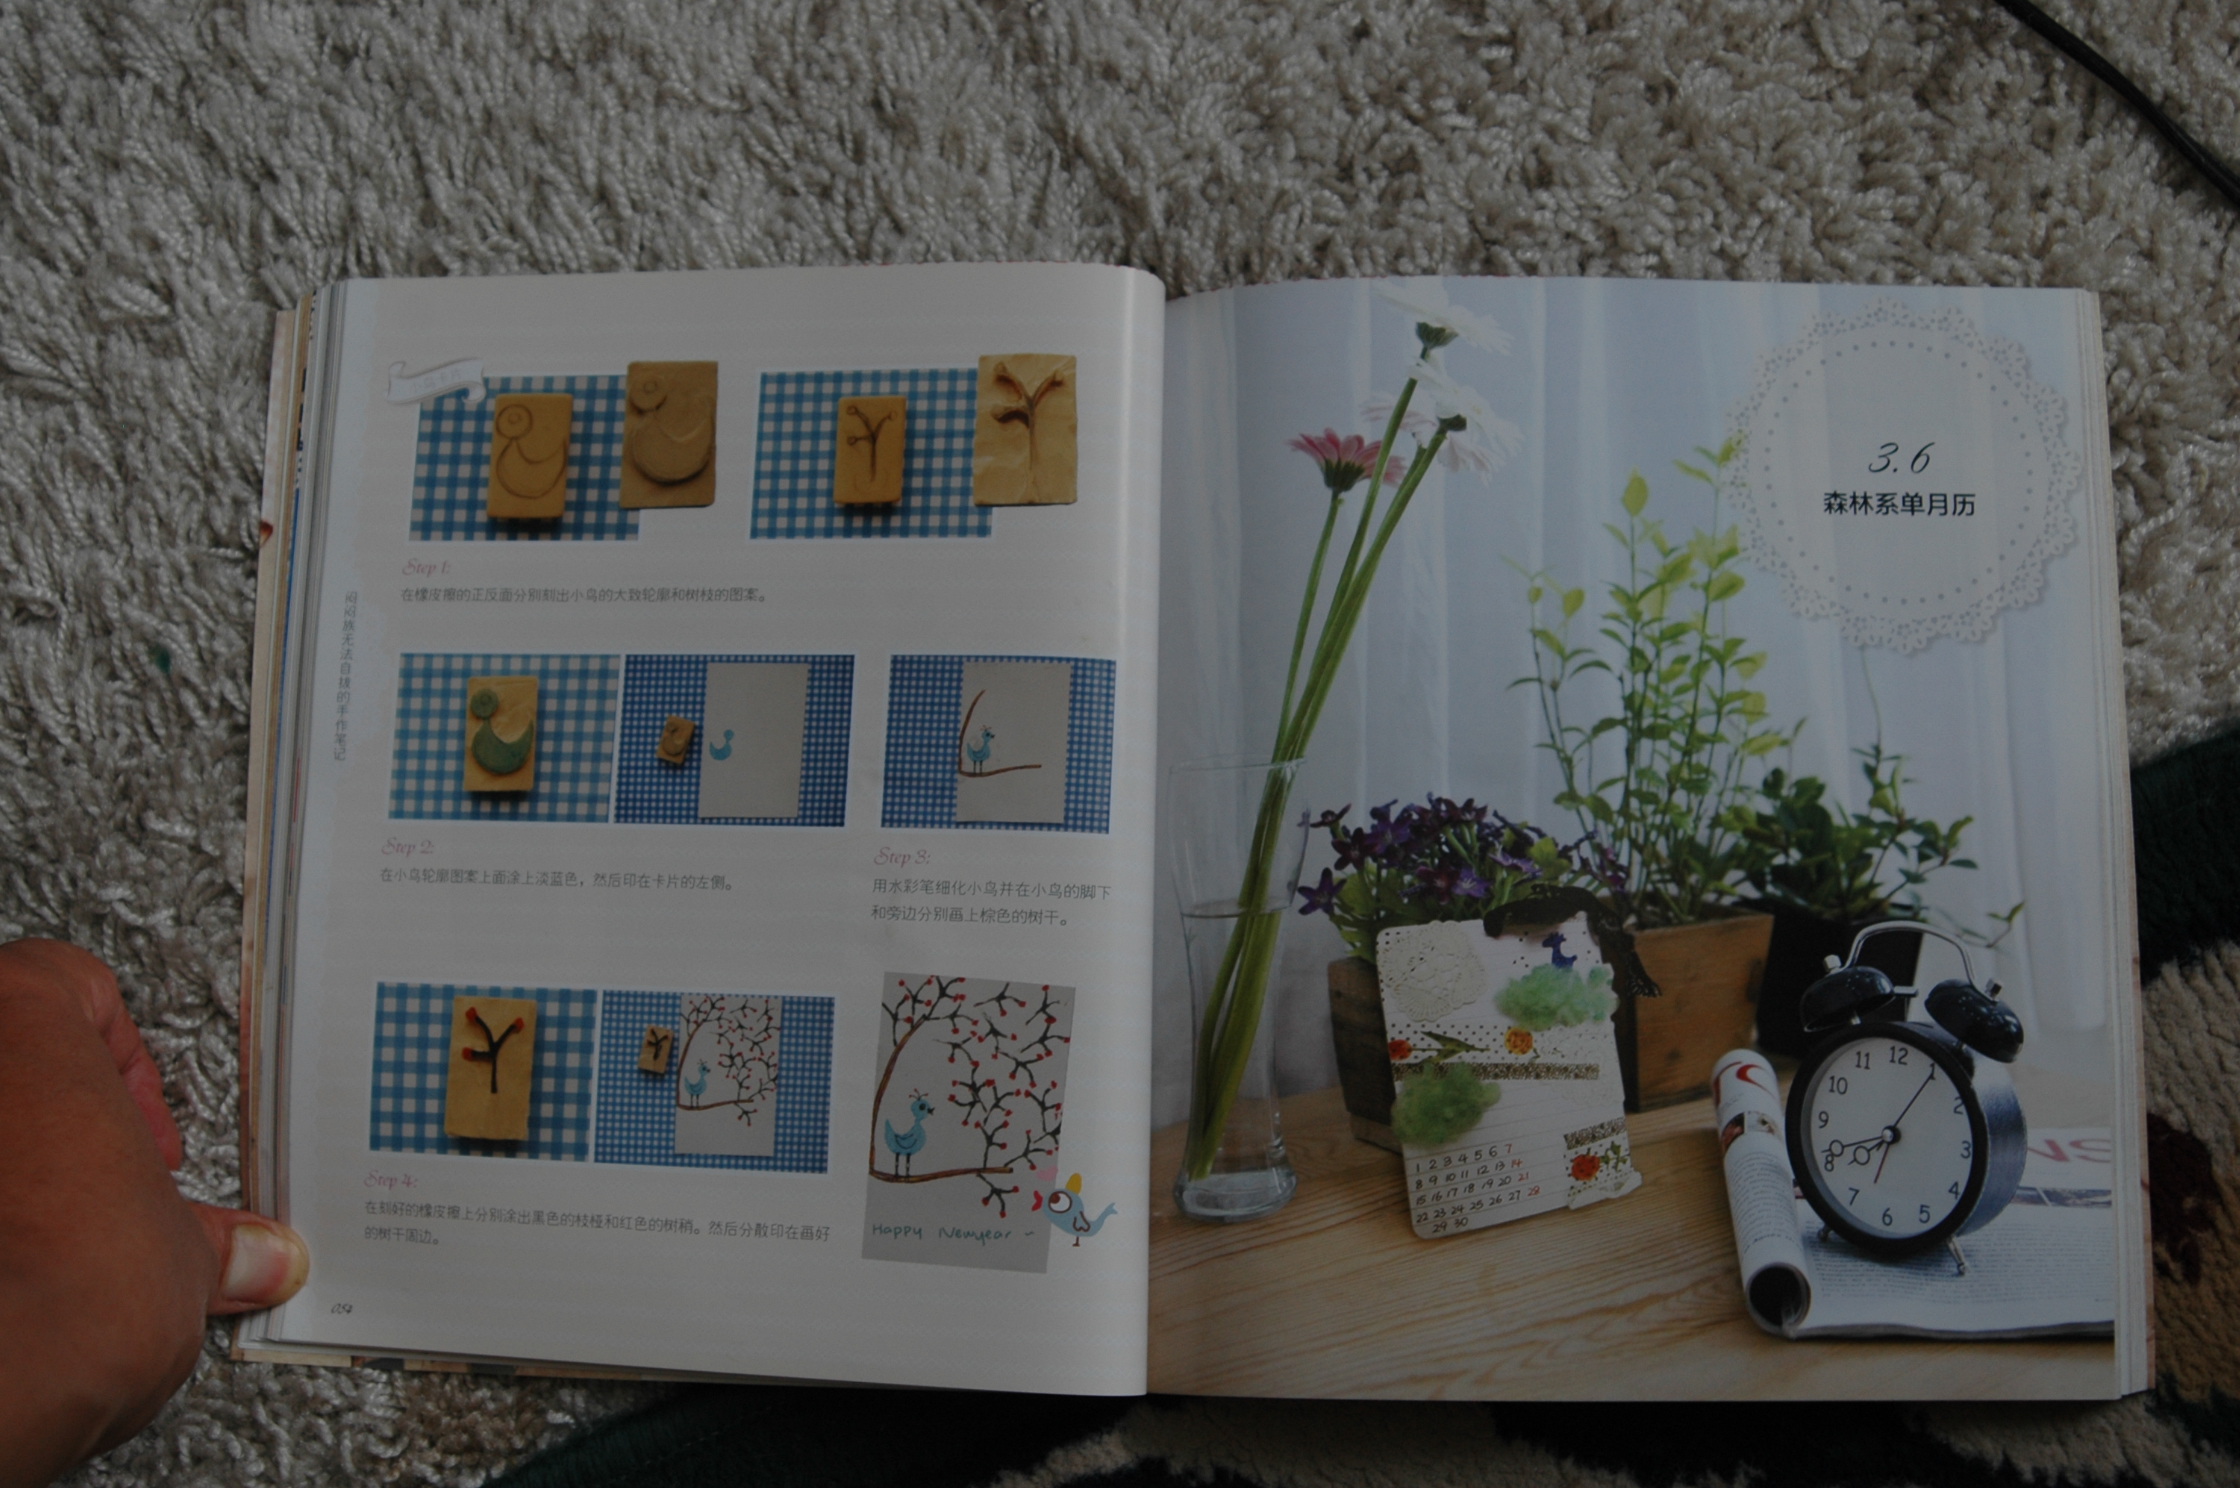 Step 1:
在橡皮擦的正反面分别刻出小鸟的大致轮廓和树枝的图案。
闷闷族无法自拔的手作笔记
Step 2:
在小鸟轮廓图案上面涂上淡蓝色，然后印在卡片的左侧。
Step 3:
用水彩笔细化小鸟并在小鸟的脚下
和旁边分别画上棕色的树干。
Step 4:
在刻好的橡皮擦上分别涂出黑色的枝桠和红色的树梢。然后分散印在画好
的树干周边。
Happy Newyear ~
054
3.6
森林系单月历
1 2 3 4 5 6 7
8 9 10 11 12 13 14
15 16 17 18 19 20 21
22 23 24 25 26 27 28
29 30
12
1
2
3
4
5
6
7
8
9
10
11
NS